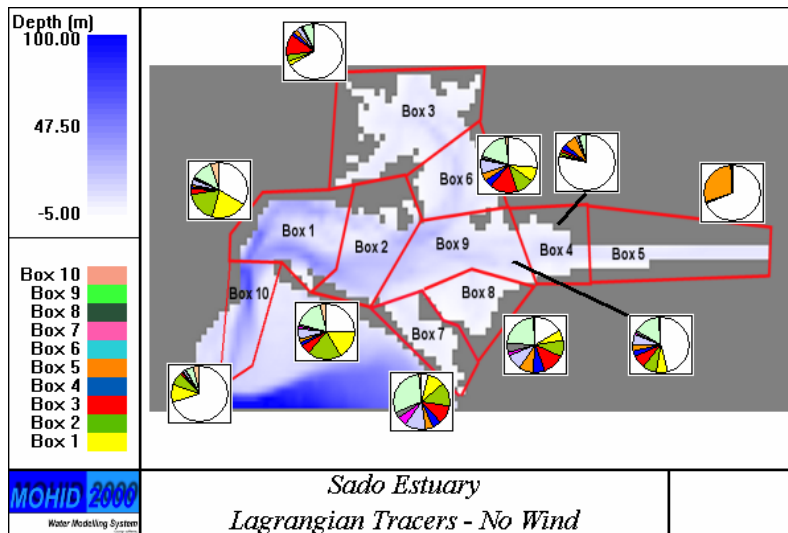 Depth (m)
100.00
47.50
-5.00
Box 10
Box 9
Box 8
Box 7
Box 6
Box 5
Box 4
Box 3
Box 2
Box 1
Box 3
Box 6
Box 1
Box 2
Box 9
Box 4
Box 5
Box 10
Box 8
Box 7
MOHID 2000
Water Modelling System
Sado Estuary
Lagrangian Tracers - No Wind